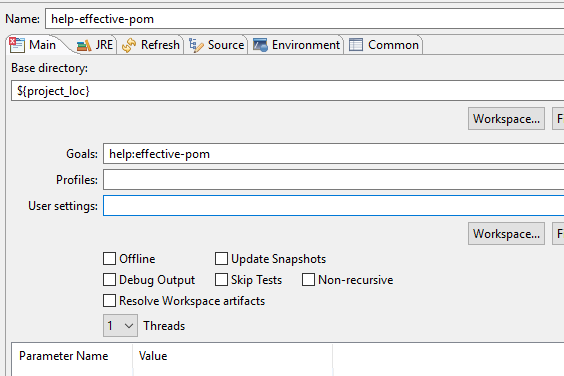 Name: help-effective-pom
Main JRE Refresh Source Environment Common
Base directory:
${project_loc}
Workspace... F
Goals: help:effective-pom
Profiles:
User settings:
Workspace... F
Offline Update Snapshots
Debug Output Skip Tests Non-recursive
Resolve Workspace artifacts
1 Threads
Parameter Name Value